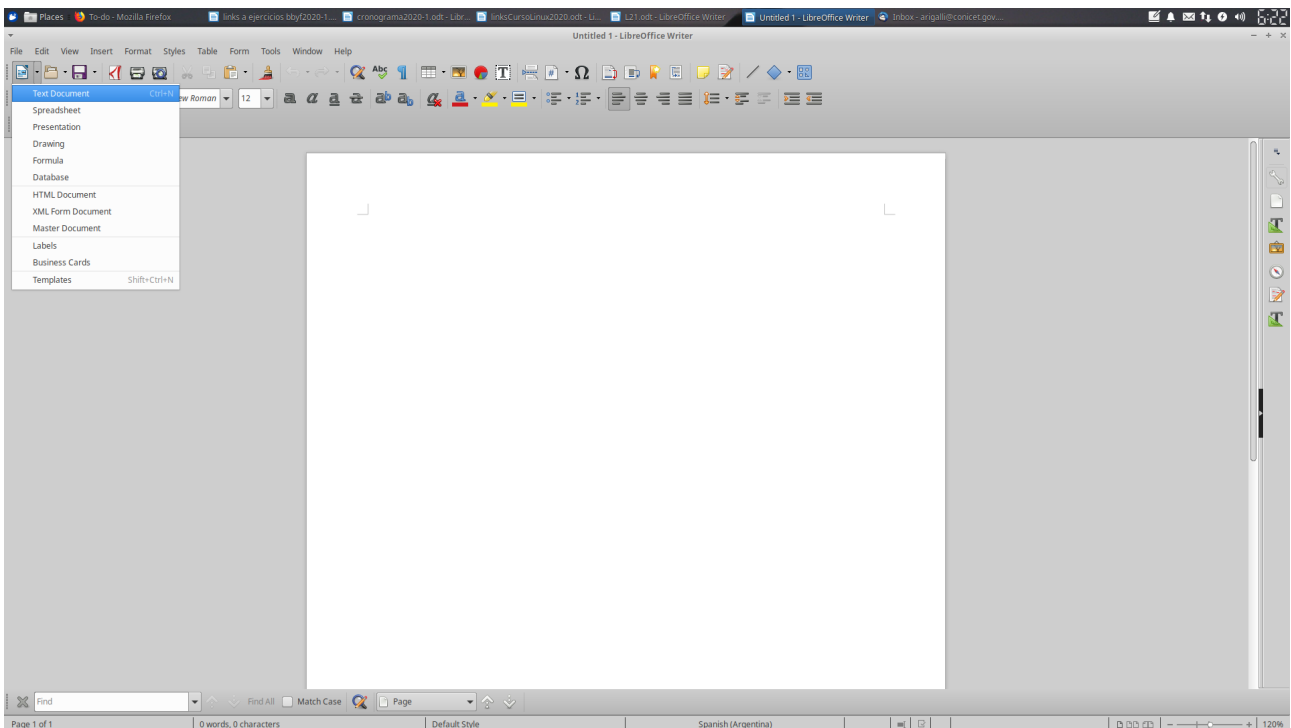 Places To-do - Mozilla Firefox links a ejercicios bbyf2020-1.... cronograma2020-1.odt - Libr... linksCursoLinux2020.odt - Li... L21.odt - LibreOffice Writer Untitled 1 - LibreOffice Writer Inbox - arigalli@conicet.gov.... 6:22
Untitled 1 - LibreOffice Writer
File Edit View Insert Format Styles Table Form Tools Window Help
Text Document Ctrl+N
ew Roman 12
Spreadsheet
Presentation
Drawing
Formula
Database
HTML Document
XML Form Document
Master Document
Labels
Business Cards
Templates Shift+Ctrl+N
Find Find All Match Case Page
Page 1 of 1 0 words, 0 characters Default Style Spanish (Argentina) 120%